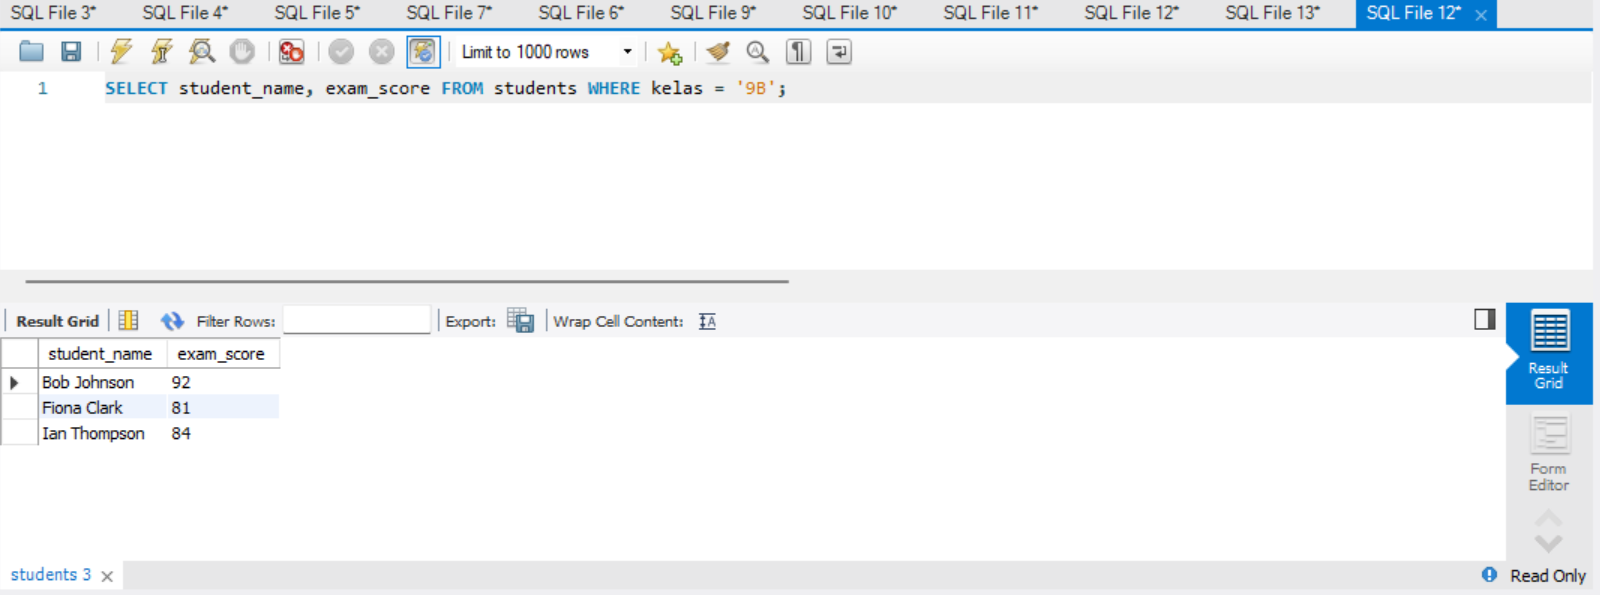 SQL File 3* SQL File 4* SQL File 5* SQL File 7* SQL File 6* SQL File 9* SQL File 10* SQL File 11* SQL File 12* SQL File 13* SQL File 12*
Limit to 1000 rows
1 SELECT student_name, exam_score FROM students WHERE kelas = '9B';
Result Grid Filter Rows: Export: Wrap Cell Content:
student_name exam_score
Bob Johnson 92
Fiona Clark 81
Ian Thompson 84
Result
Grid
Form
Editor
students 3 Read Only